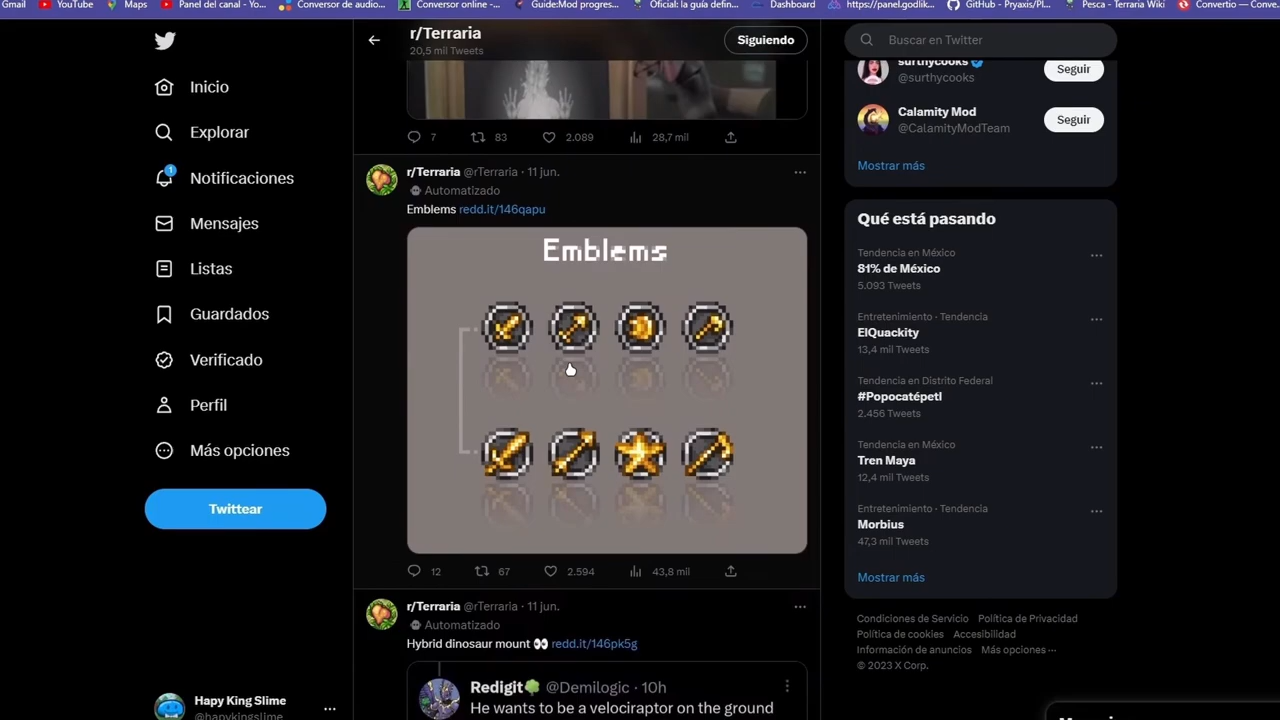 Gmail YouTube Maps Panel del canal - Yo... Conversor de audio... Conversor online -... Guide:Mod progres... Oficial: la guía defin... Dashboard https://panel.godlik... GitHub - Pryaxis/Pl... Pesca - Terraria Wiki Convertio — Conve...
r/Terraria
20,5 mil Tweets
Siguiendo
Buscar en Twitter
Inicio
Explorar
1
Notificaciones
Mensajes
Listas
Guardados
Verificado
Perfil
Más opciones
Twittear
Hapy King Slime
@hapykingslime
7 83 2.089 28,7 mil
r/Terraria @rTerraria · 11 jun.
Automatizado
Emblems redd.it/146qapu
Emblems
12 67 2.594 43,8 mil
r/Terraria @rTerraria · 11 jun.
Automatizado
Hybrid dinosaur mount 👀 redd.it/146pk5g
Redigit🌳 @Demilogic · 10h
He wants to be a velociraptor on the ground
surthycooks
@surthycooks
Seguir
Calamity Mod
@CalamityModTeam
Seguir
Mostrar más
Qué está pasando
Tendencia en México
81% de México
5.093 Tweets
Entretenimiento · Tendencia
ElQuackity
13,4 mil Tweets
Tendencia en Distrito Federal
#Popocatépetl
2.456 Tweets
Tendencia en México
Tren Maya
12,4 mil Tweets
Entretenimiento · Tendencia
Morbius
47,3 mil Tweets
Mostrar más
Condiciones de Servicio Política de Privacidad
Política de cookies Accesibilidad
Información de anuncios Más opciones ···
© 2023 X Corp.